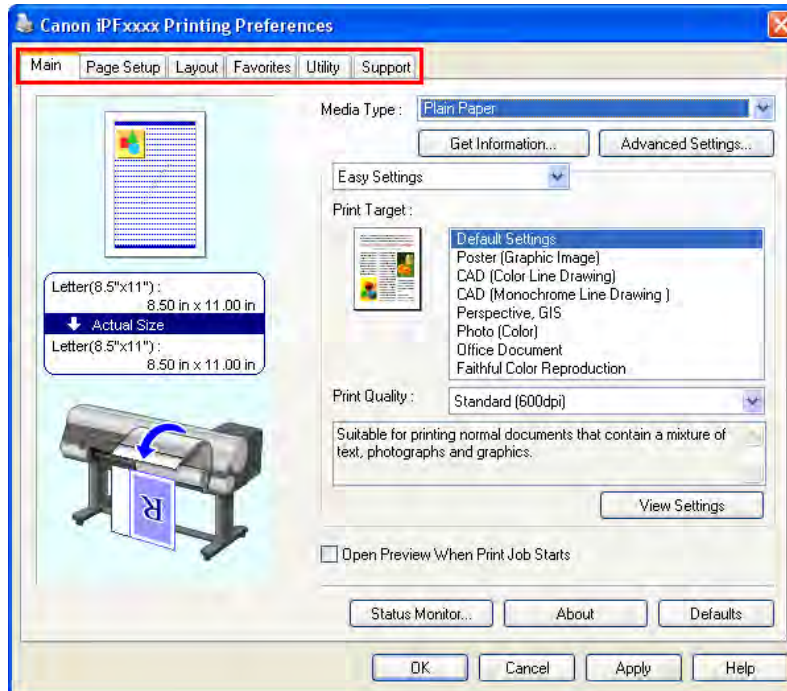 Canon iPFxxxx Printing Preferences
Main Page Setup Layout Favorites Utility Support
Media Type : Plain Paper
Get Information... Advanced Settings...
Easy Settings
Print Target :
Default Settings
Poster (Graphic Image)
CAD (Color Line Drawing)
CAD (Monochrome Line Drawing )
Perspective, GIS
Photo (Color)
Office Document
Faithful Color Reproduction
Letter(8.5"x11") :
8.50 in x 11.00 in
Actual Size
Letter(8.5"x11") :
8.50 in x 11.00 in
Print Quality : Standard (600dpi)
Suitable for printing normal documents that contain a mixture of
text, photographs and graphics.
R
View Settings
Open Preview When Print Job Starts
Status Monitor... About Defaults
OK Cancel Apply Help